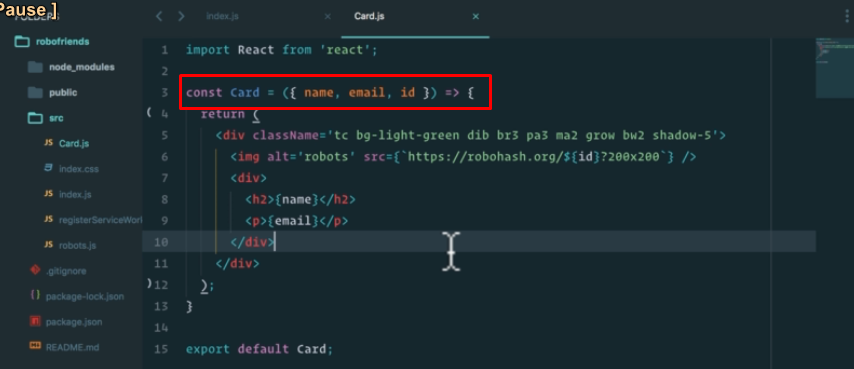 Pause ]
FOLDERS
robofriends
node_modules
public
src
Card.js
index.css
index.js
registerServiceWorl
robots.js
.gitignore
package-lock.json
package.json
README.md
index.js
Card.js
1 import React from 'react';
2
3 const Card = ({ name, email, id }) => {
4 return (
5 <div className='tc bg-light-green dib br3 pa3 ma2 grow bw2 shadow-5'>
6 <img alt='robots' src={`https://robohash.org/${id}?200x200`} />
7 <div>
8 <h2>{name}</h2>
9 <p>{email}</p>
10 </div>
11 </div>
12 );
13 }
14
15 export default Card;